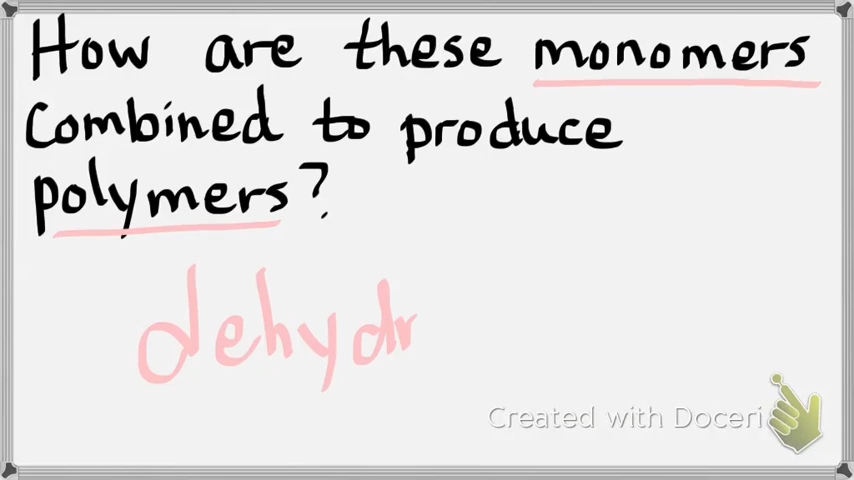 How are these monomers
Combined to produce
polymers?
dehydr
Created with Doceri